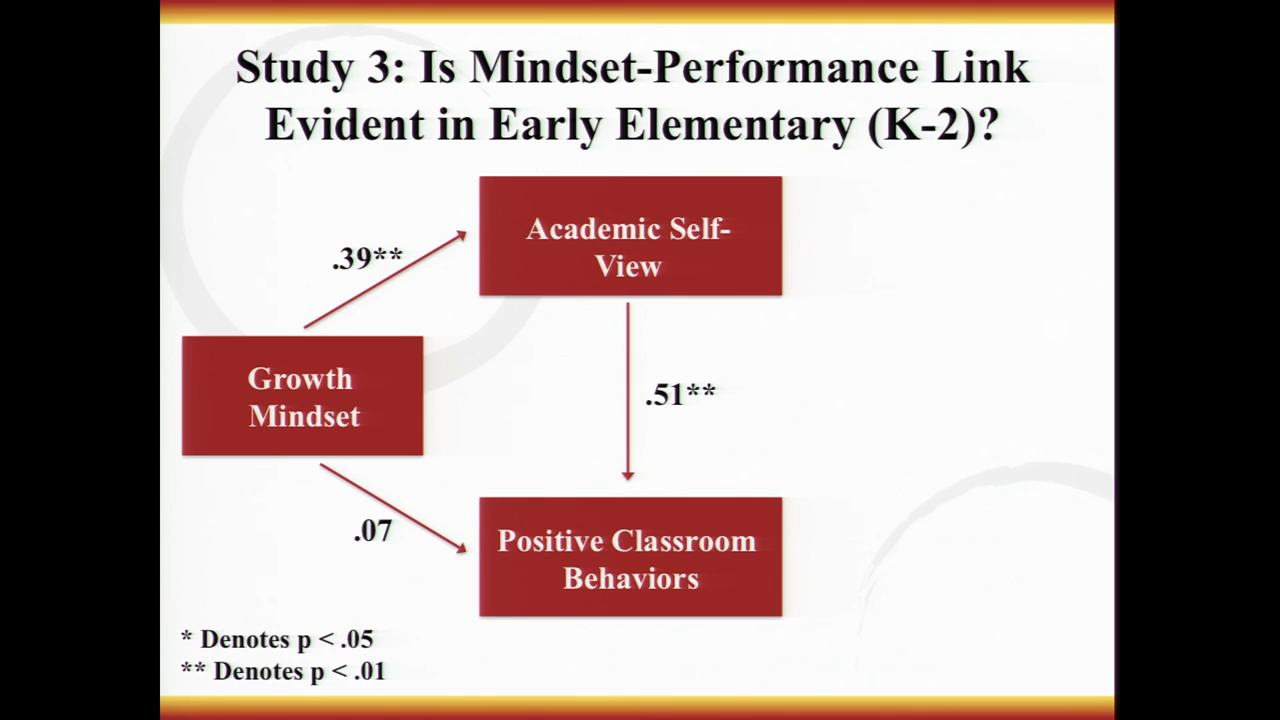 Study 3: Is Mindset-Performance Link
Evident in Early Elementary (K-2)?
Academic Self-
View
.39**
Growth
Mindset
.51**
.07
Positive Classroom
Behaviors
* Denotes p < .05
** Denotes p < .01